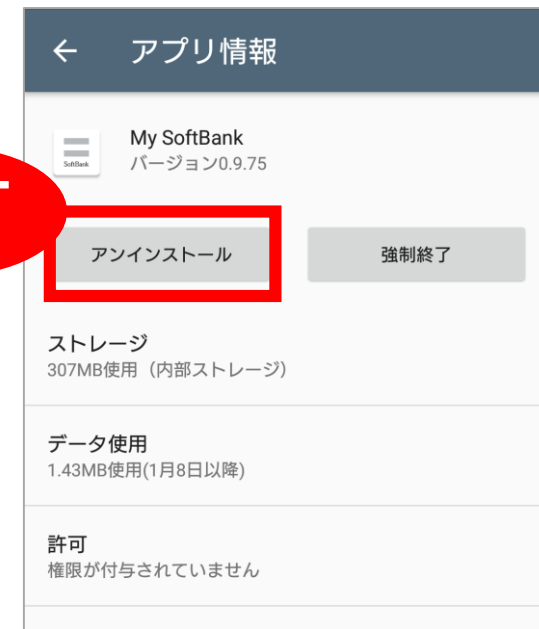 ← アプリ情報
My SoftBank
SoftBank
バージョン0.9.75
アンインストール
強制終了
ストレージ
307MB使用（内部ストレージ）
データ使用
1.43MB使用(1月8日以降)
許可
権限が付与されていません